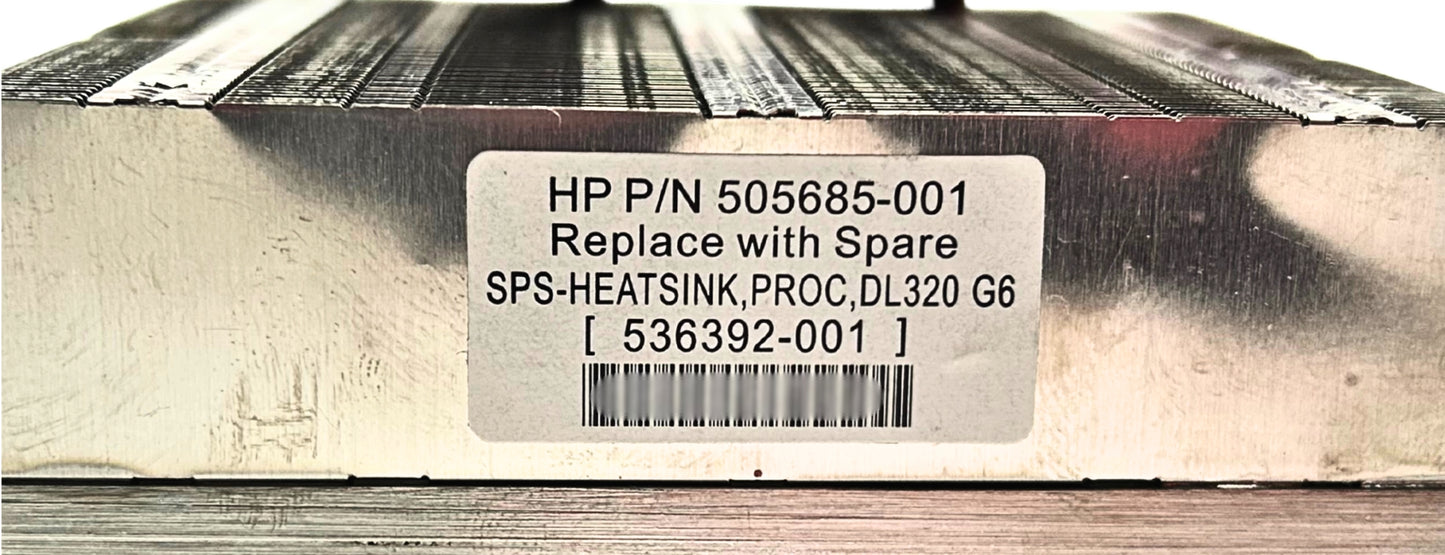 HP P/N 505685-001
Replace with Spare
SPS-HEATSINK,PROC,DL320 G6
[ 536392-001 ]